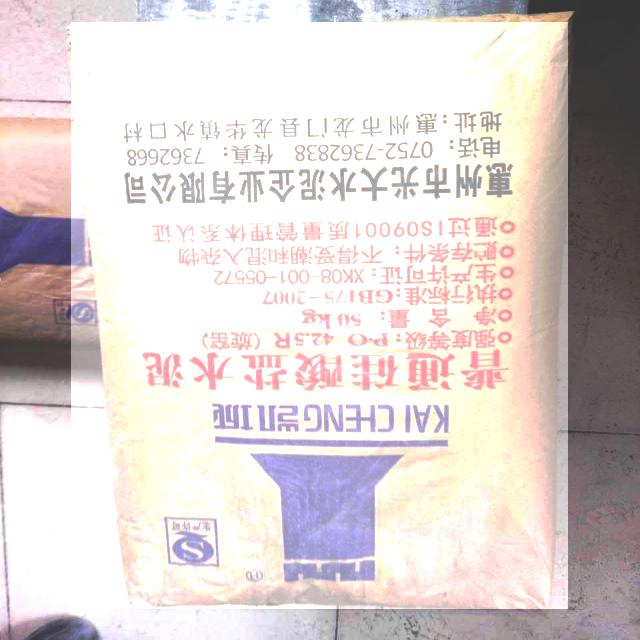 生产许可
KAI CHENG凯城
普通硅酸盐水泥
强度等级:P·O 42.5R(旋窑)
净 含 量: 50kg
执行标准:GB175-2007
生产许可证:XK08-001-05572
贮存条件: 不得受潮和混入杂物
通过ISO9001质量管理体系认证
惠州市光大水泥企业有限公司
电话: 0752-7362838 传真: 7362668
地址:惠州市龙门县龙华镇水口村